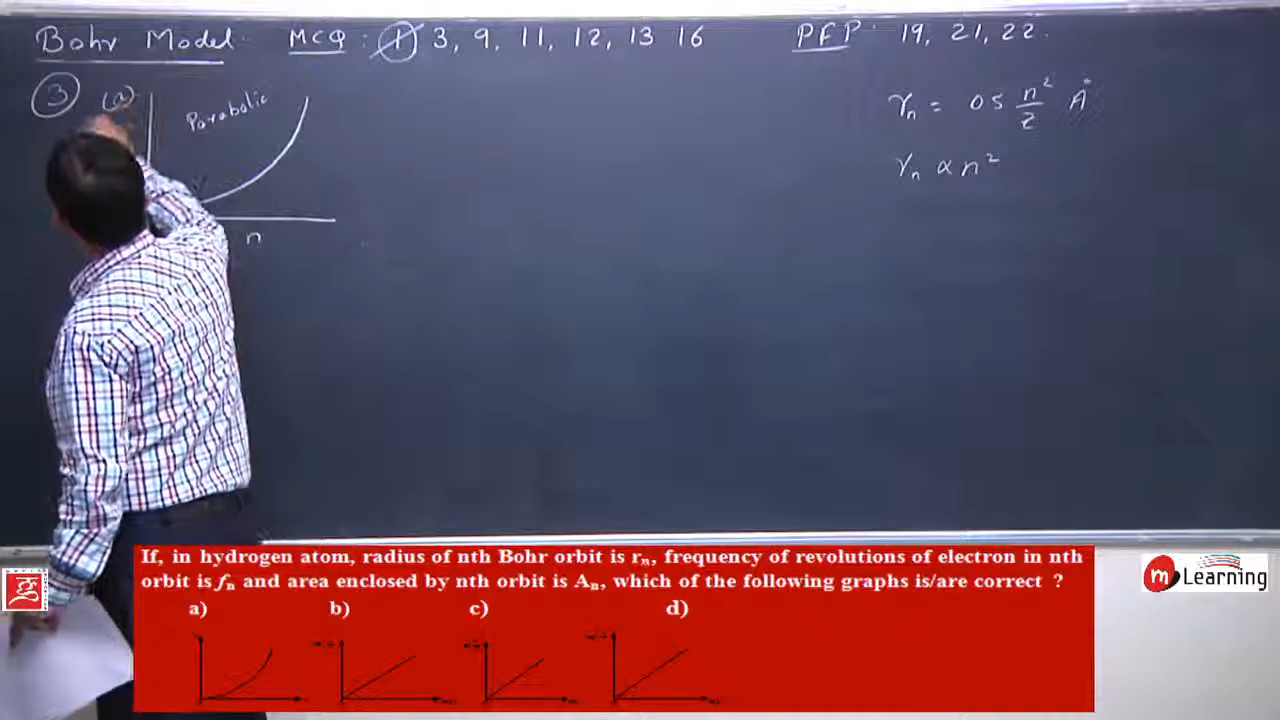 Bohr Model. MCQ : 1 3, 9, 11, 12, 13 16 PFP : 19, 21, 22.
3 (a) Parabolic
n
rₙ = 0.5 n²/z Å
rₙ ∝ n²
If, in hydrogen atom, radius of nth Bohr orbit is rₙ, frequency of revolutions of electron in nth
orbit is fₙ and area enclosed by nth orbit is Aₙ, which of the following graphs is/are correct ?
a) b) c) d)
m Learning